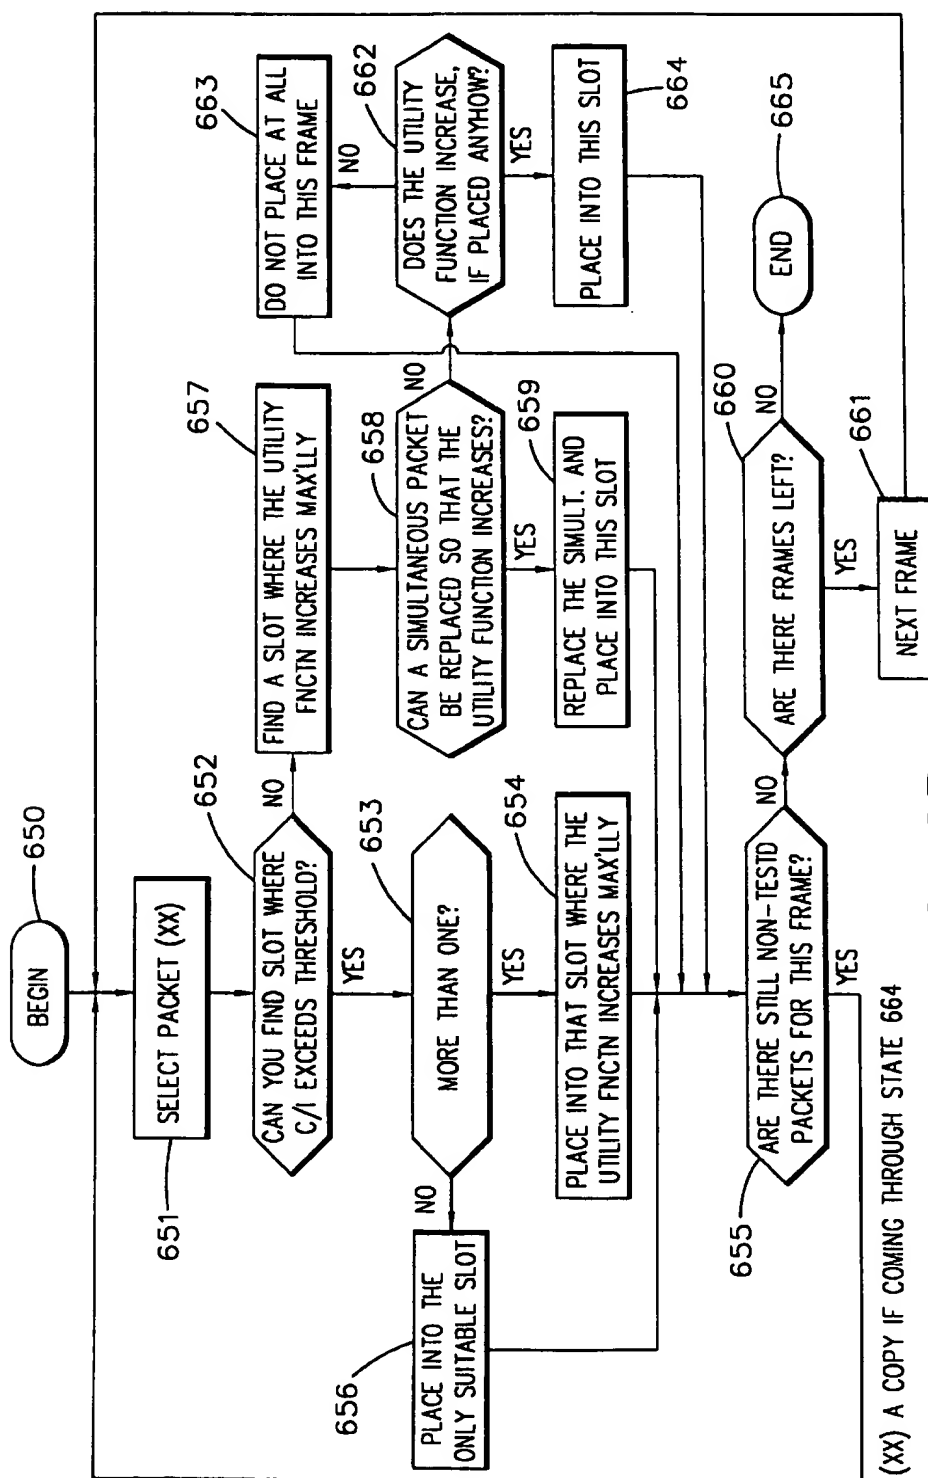 BEGIN
650
SELECT PACKET (XX)
651
CAN YOU FIND SLOT WHERE
C/I EXCEEDS THRESHOLD?
652
NO
YES
FIND A SLOT WHERE THE UTILITY
FNCTN INCREASES MAX'LLY
657
DO NOT PLACE AT ALL
INTO THIS FRAME
663
NO
MORE THAN ONE?
653
NO
YES
CAN A SIMULTANEOUS PACKET
BE REPLACED SO THAT THE
UTILITY FUNCTION INCREASES?
658
NO
YES
DOES THE UTILITY
FUNCTION INCREASE,
IF PLACED ANYHOW?
662
YES
PLACE INTO THE
ONLY SUITABLE SLOT
656
PLACE INTO THAT SLOT WHERE THE
UTILITY FNCTN INCREASES MAX'LLY
654
REPLACE THE SIMULT. AND
PLACE INTO THIS SLOT
659
PLACE INTO THIS SLOT
664
ARE THERE STILL NON-TESTD
PACKETS FOR THIS FRAME?
655
NO
YES
ARE THERE FRAMES LEFT?
660
NO
YES
END
665
NEXT FRAME
661
(XX) A COPY IF COMING THROUGH STATE 664